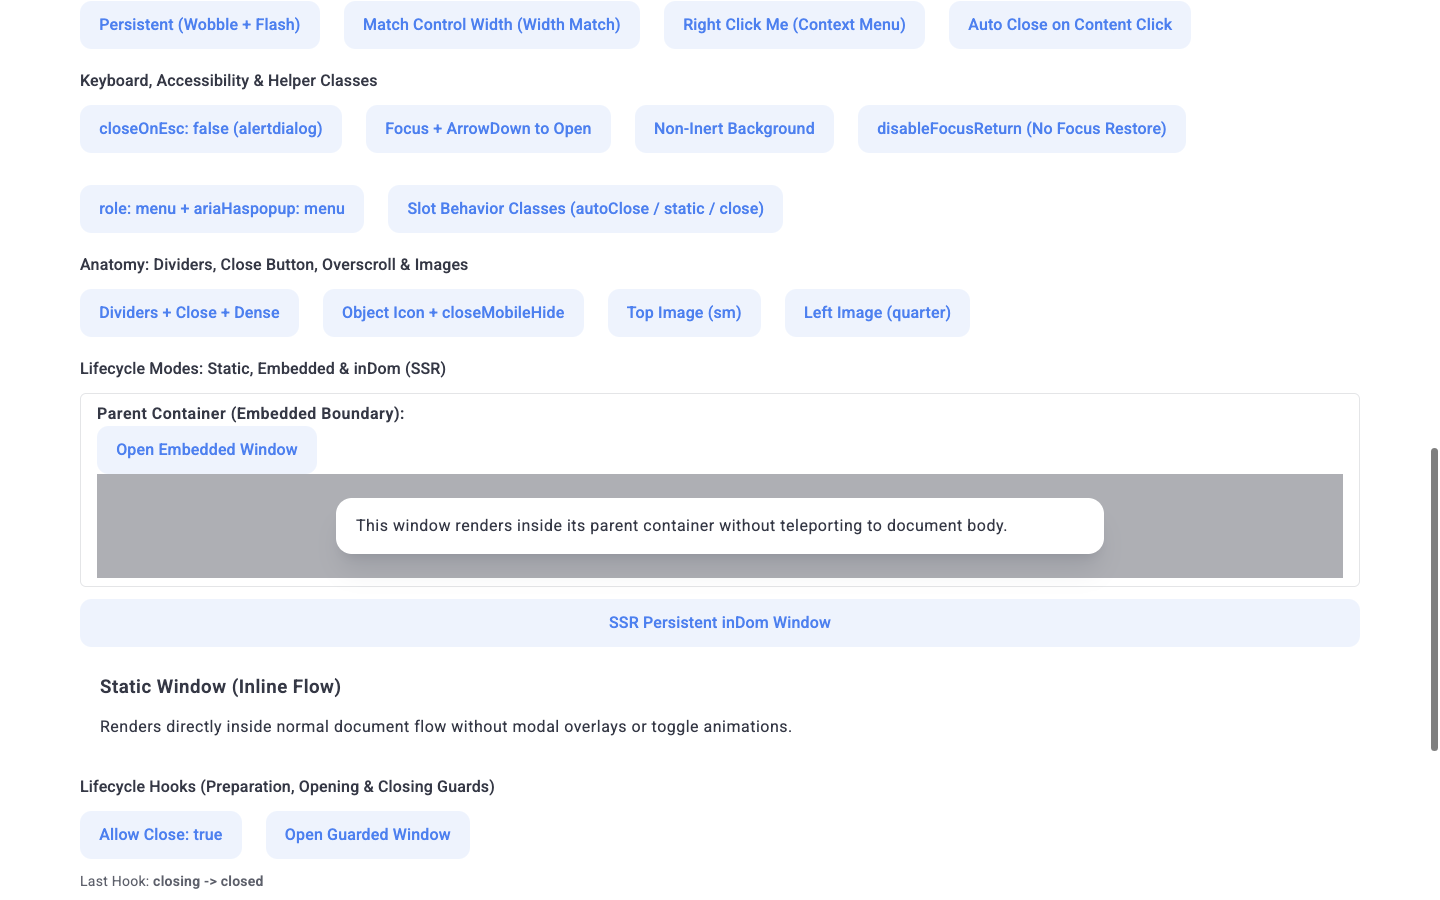 Persistent (Wobble + Flash)
Match Control Width (Width Match)
Right Click Me (Context Menu)
Auto Close on Content Click
Keyboard, Accessibility & Helper Classes
closeOnEsc: false (alertdialog)
Focus + ArrowDown to Open
Non-Inert Background
disableFocusReturn (No Focus Restore)
role: menu + ariaHaspopup: menu
Slot Behavior Classes (autoClose / static / close)
Anatomy: Dividers, Close Button, Overscroll & Images
Dividers + Close + Dense
Object Icon + closeMobileHide
Top Image (sm)
Left Image (quarter)
Lifecycle Modes: Static, Embedded & inDom (SSR)
Parent Container (Embedded Boundary):
Open Embedded Window
This window renders inside its parent container without teleporting to document body.
SSR Persistent inDom Window
Static Window (Inline Flow)
Renders directly inside normal document flow without modal overlays or toggle animations.
Lifecycle Hooks (Preparation, Opening & Closing Guards)
Allow Close: true
Open Guarded Window
Last Hook: closing -> closed